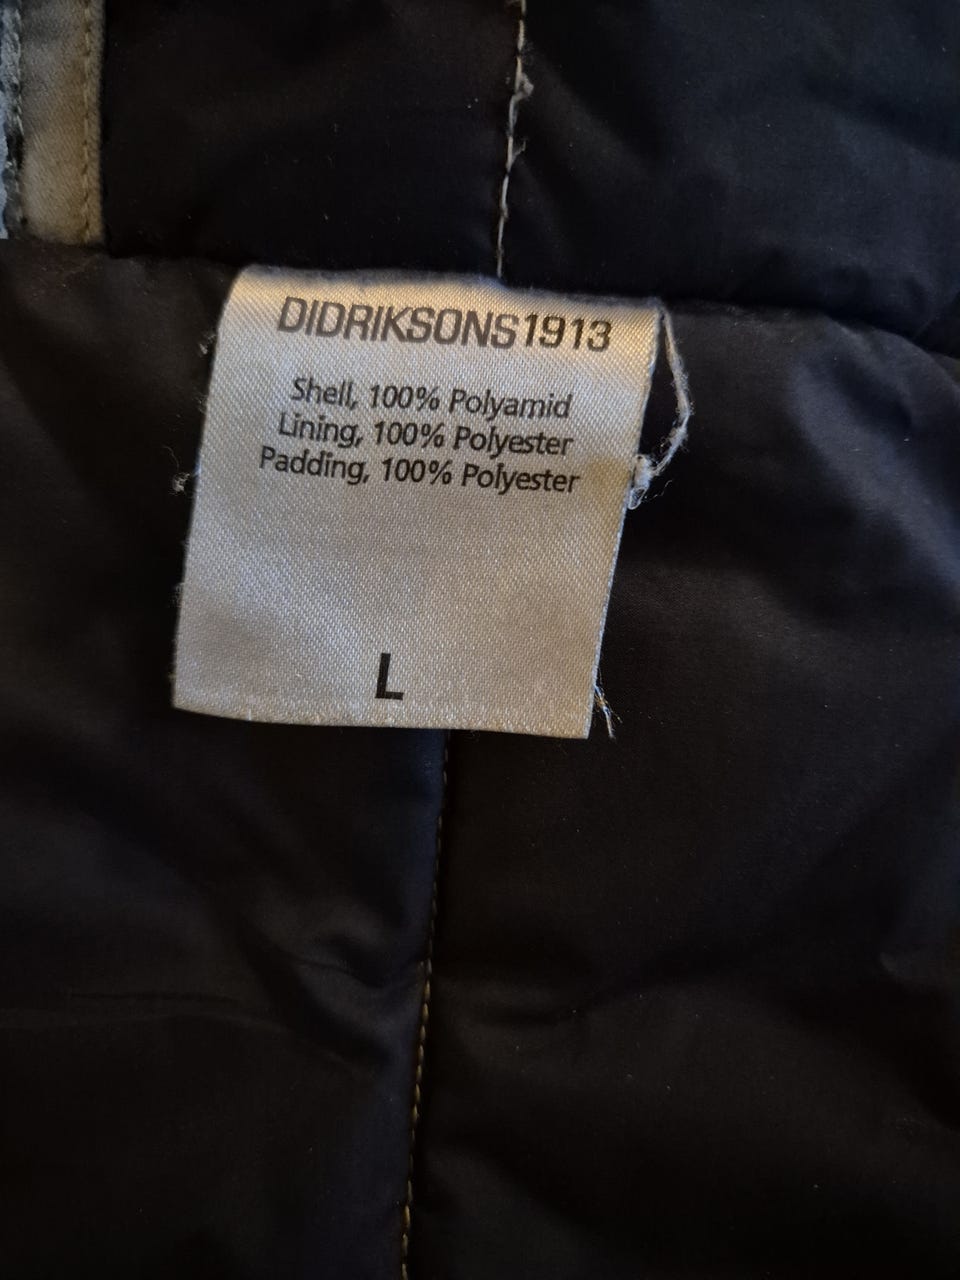 DIDRIKSONS1913
Shell, 100% Polyamid
Lining, 100% Polyester
Padding, 100% Polyester
L